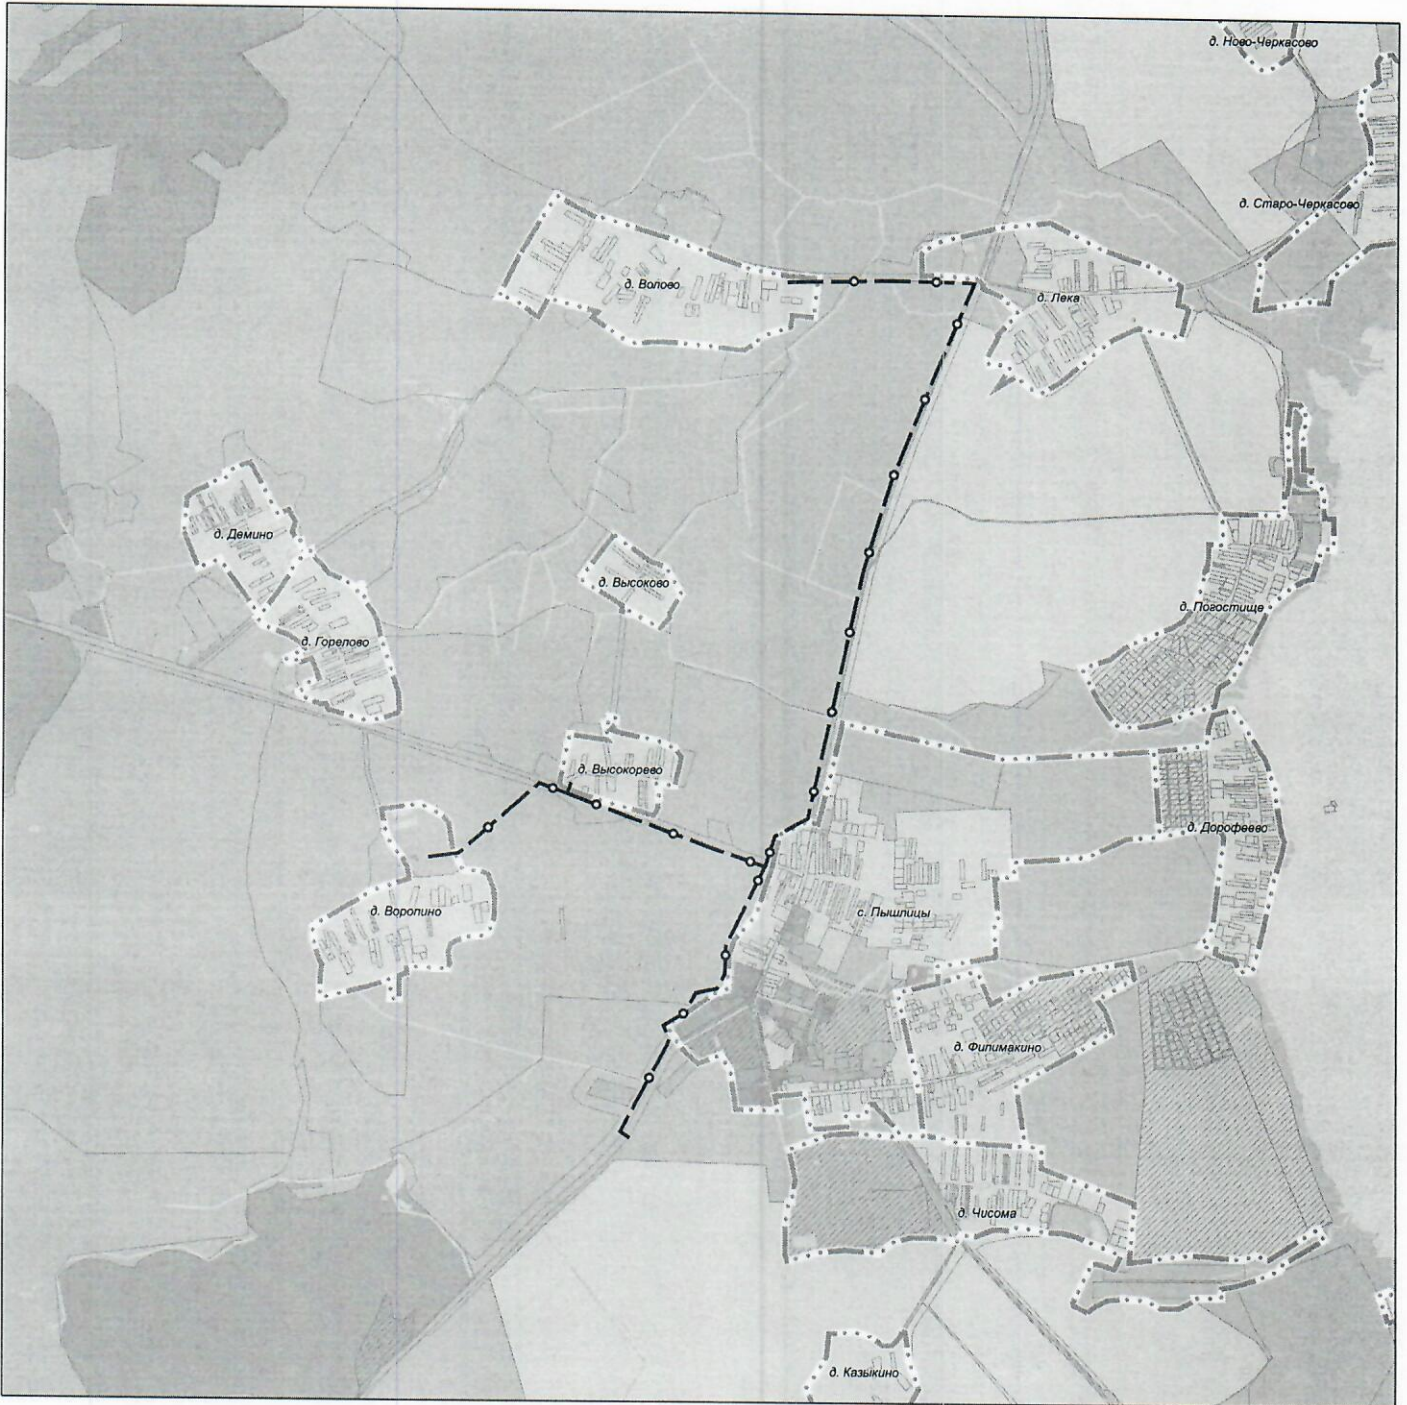 д. Ново-Черкасово
д. Старо-Черкасово
д. Волово
д. Лека
д. Демино
д. Высоково
д. Погостище
д. Горелово
д. Высокорево
д. Дорофеево
д. Воропино
с. Пышлицы
д. Филимакино
д. Чисома
д. Казыкино